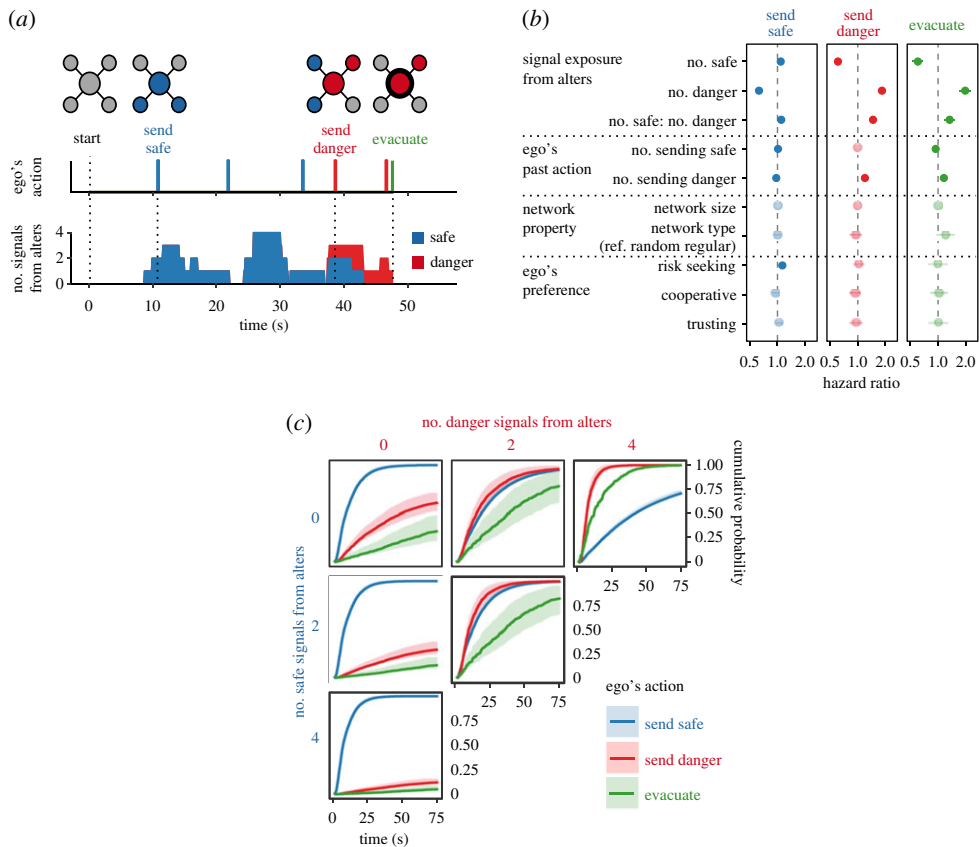 (a)
start
send
safe
send
danger
evacuate
ego's
action
no. signals
from alters
4
2
0
safe
danger
0 10 20 30 40 50
time (s)
(b)
send
safe
send
danger
evacuate
signal exposure
from alters
no. safe
no. danger
no. safe: no. danger
ego's
past action
no. sending safe
no. sending danger
network
property
network size
network type
(ref. random regular)
ego's
preference
risk seeking
cooperative
trusting
0.5 1.0 2.0 0.5 1.0 2.0 0.5 1.0 2.0
hazard ratio
(c)
no. danger signals from alters
0 2 4
no. safe signals from alters
0
2
4
cumulative probability
1.00
0.75
0.50
0.25
0
25 75
0.75
0.50
0.25
0
25 50 75
0.75
0.50
0.25
0
0 25 50 75
time (s)
ego's action
send safe
send danger
evacuate